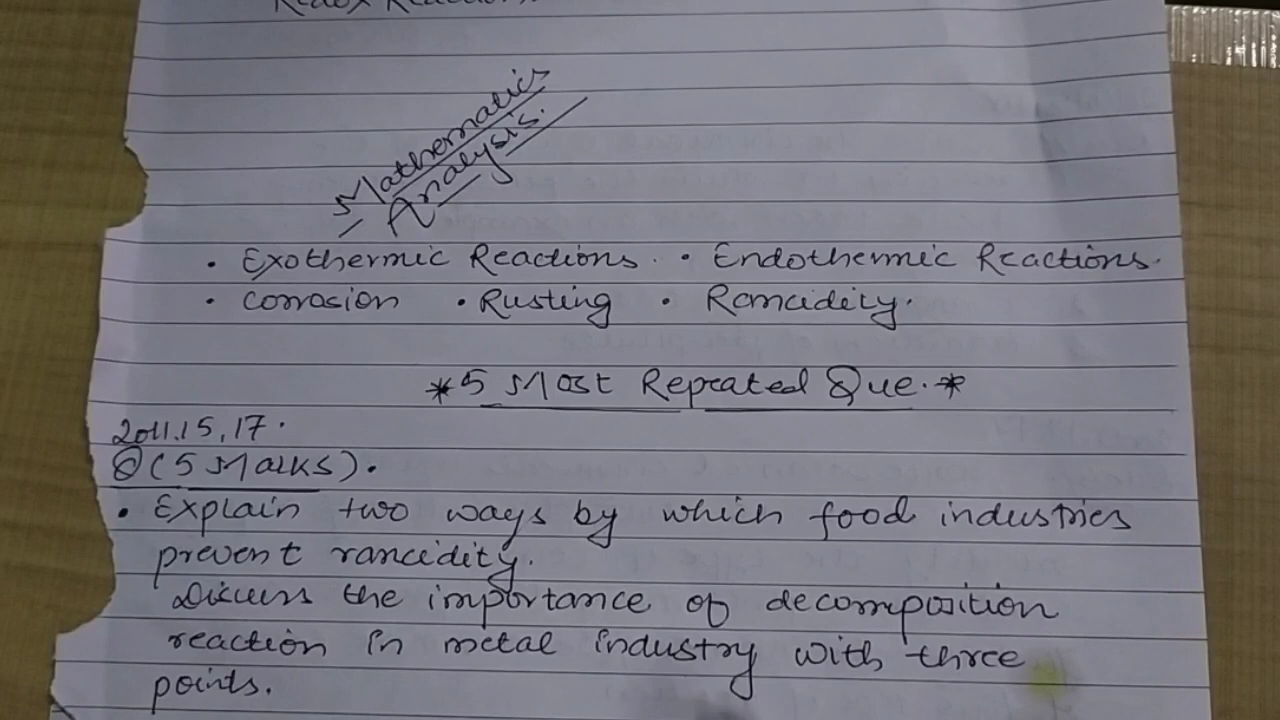 Redox Reactions
Mathematics
Analysis.
• Exothermic Reactions. • Endothermic Reactions.
• Corrosion • Rusting • Rancidity.
*5 Most Repeated Que.*
2011.15,17.
Q(5 Marks).
• Explain two ways by which food industries
prevent rancidity.
Discuss the importance of decomposition
reaction in metal industry with three
points.